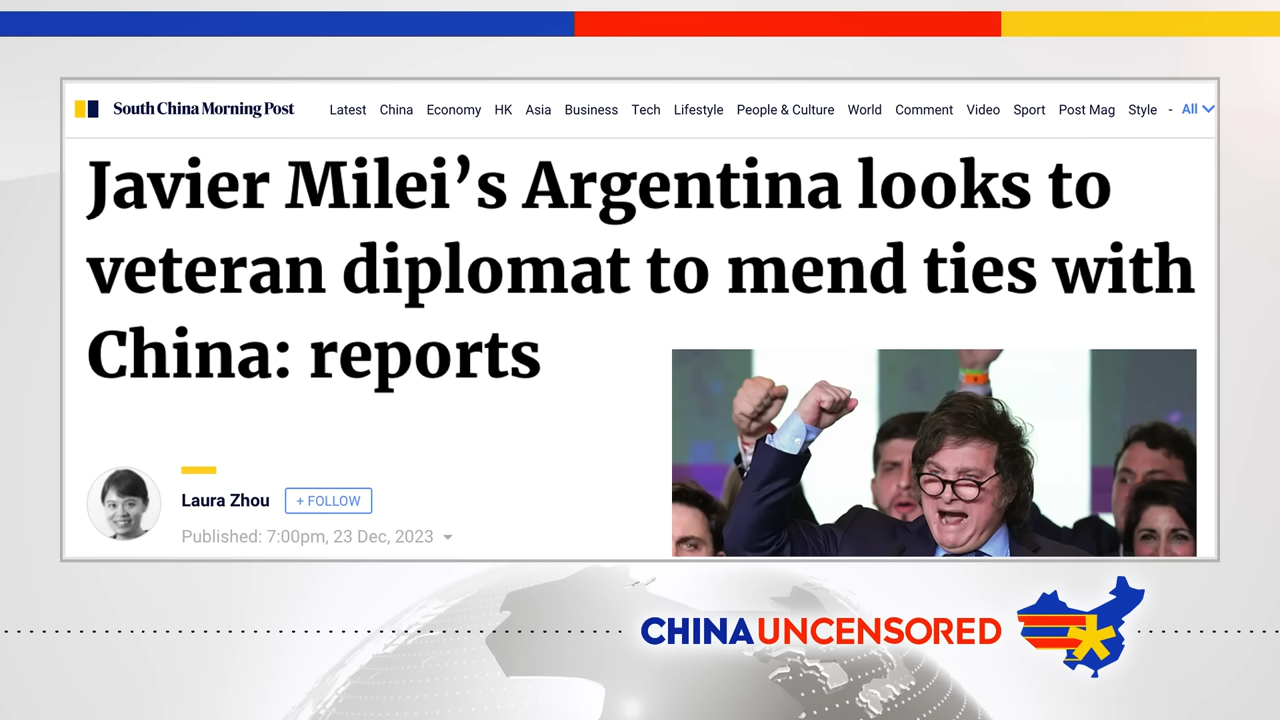 South China Morning Post
Latest China Economy HK Asia Business Tech Lifestyle People & Culture World Comment Video Sport Post Mag Style - All
Javier Milei’s Argentina looks to
veteran diplomat to mend ties with
China: reports
Laura Zhou + FOLLOW
Published: 7:00pm, 23 Dec, 2023
CHINA UNCENSORED